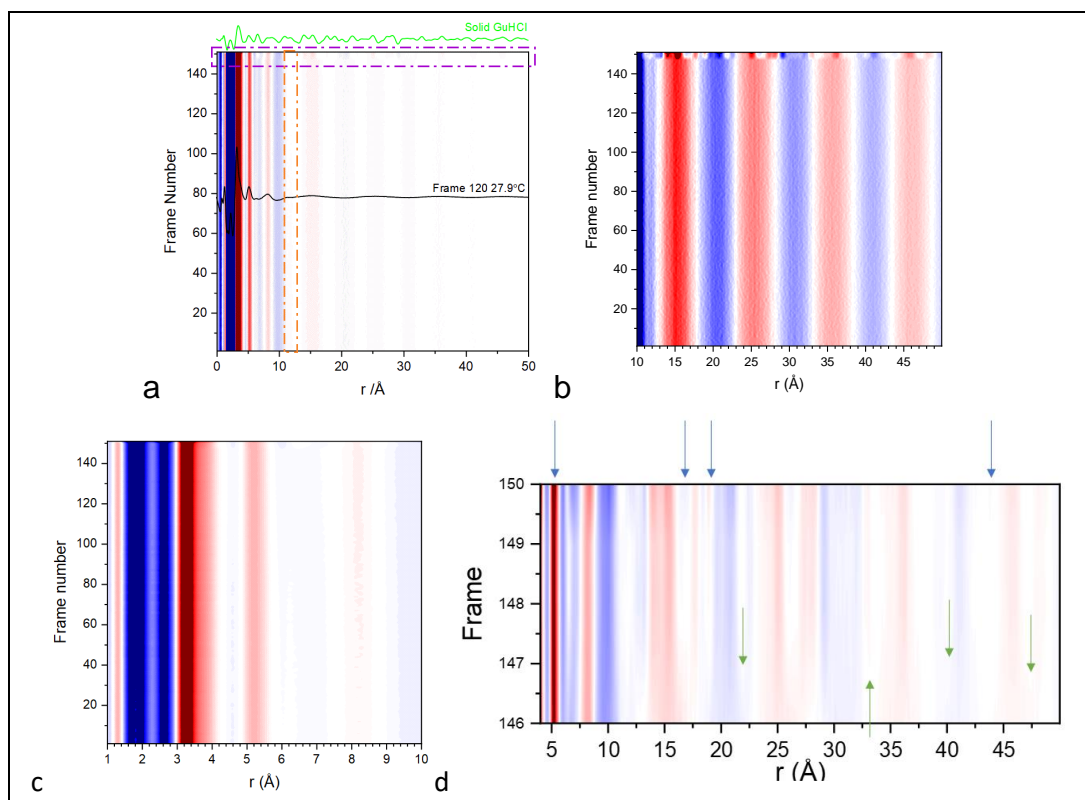 Solid GuHCl
140
120
100
80
60
40
20
Frame Number
Frame 120 27.9°C
0 10 20 30 40 50
r /Å
a
140
120
100
80
60
40
20
Frame number
10 15 20 25 30 35 40 45
r (Å)
b
140
120
100
80
60
40
20
Frame number
1 2 3 4 5 6 7 8 9 10
r (Å)
c
150
149
148
147
146
Frame
5 10 15 20 25 30 35 40 45
r (Å)
d